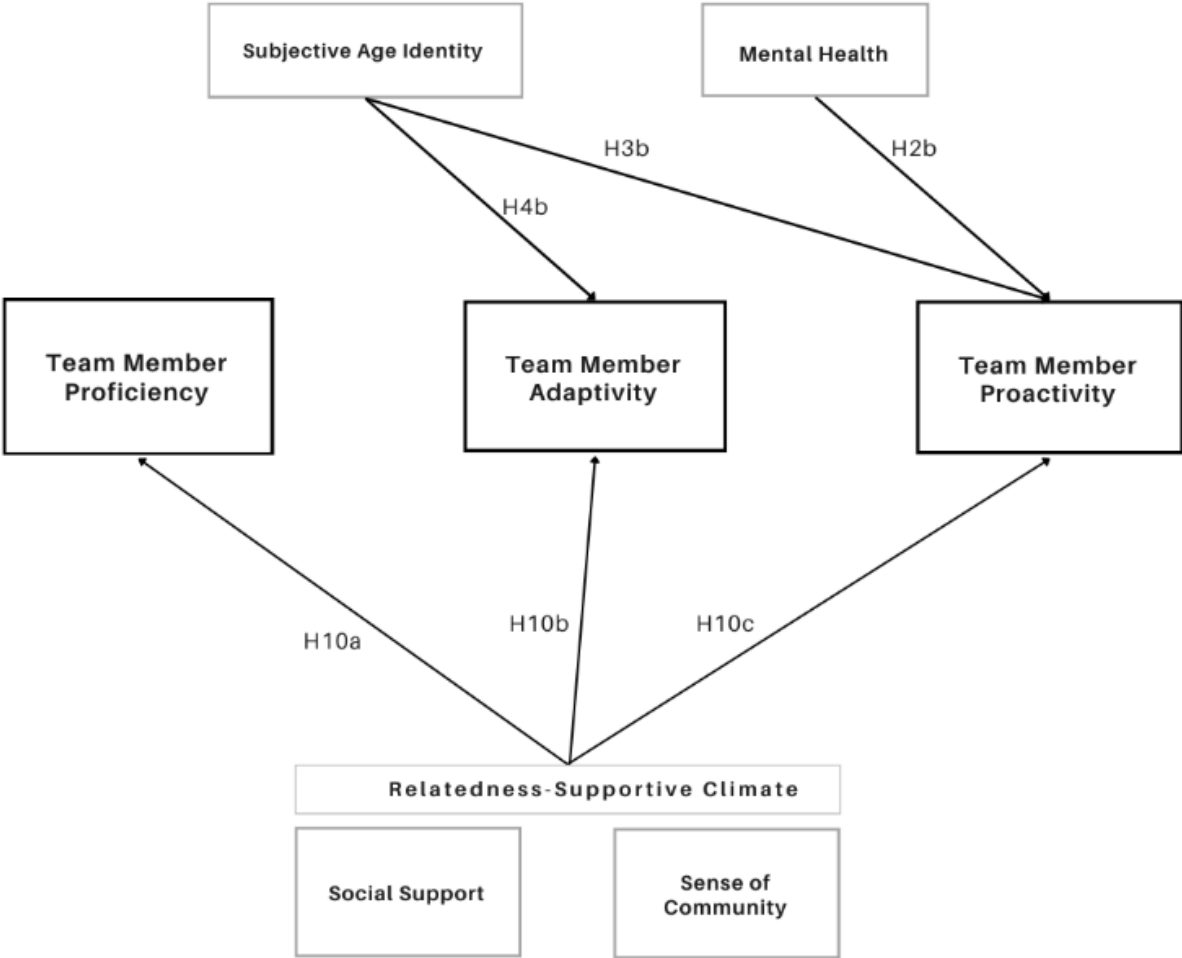 Subjective Age Identity
Mental Health
H3b
H2b
H4b
Team Member
Proficiency
Team Member
Adaptivity
Team Member
Proactivity
H10a
H10b
H10c
Relatedness-Supportive Climate
Social Support
Sense of
Community